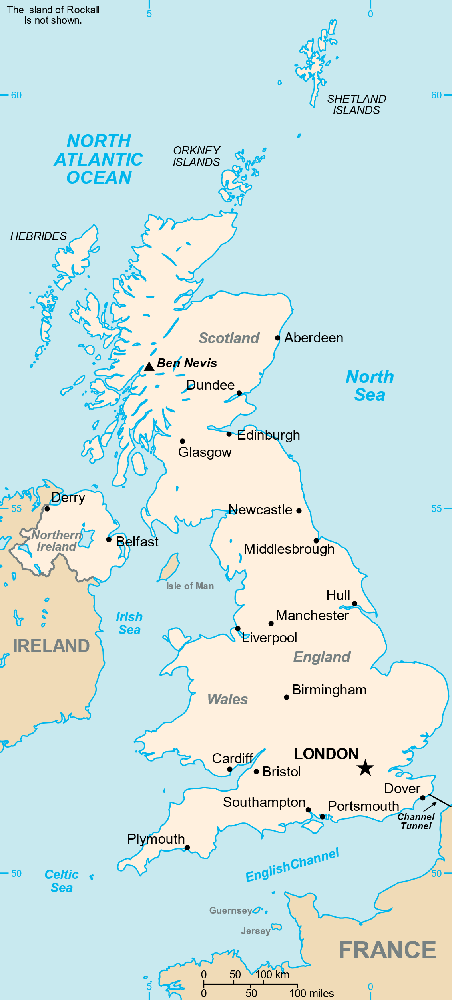 The island of Rockall
is not shown.
5
0
60
60
SHETLAND
ISLANDS
NORTH
ATLANTIC
OCEAN
ORKNEY
ISLANDS
HEBRIDES
Scotland
Aberdeen
Ben Nevis
North
Sea
Dundee
Edinburgh
Glasgow
Derry
55
55
Newcastle
Northern
Ireland
Belfast
Middlesbrough
Isle of Man
Hull
Irish
Sea
Manchester
Liverpool
IRELAND
England
Birmingham
Wales
LONDON
Cardiff
Bristol
Dover
Southampton
Portsmouth
Channel
Tunnel
Plymouth
English Channel
Celtic
Sea
50
50
Guernsey
Jersey
FRANCE
0 50 100 km
0 50 100 miles
5
0